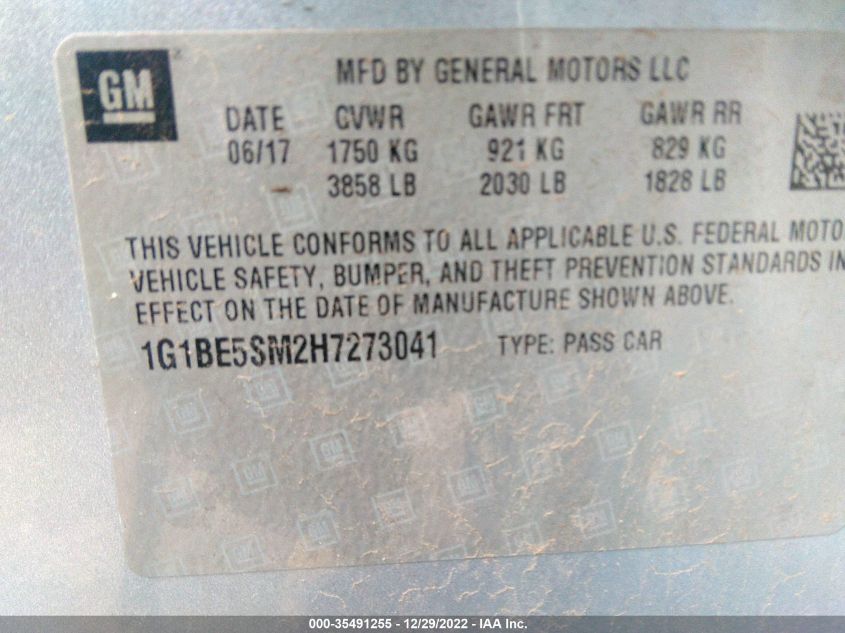 GM
MFD BY GENERAL MOTORS LLC
DATE GVWR GAWR FRT GAWR RR
06/17 1750 KG 921 KG 829 KG
3858 LB 2030 LB 1828 LB
THIS VEHICLE CONFORMS TO ALL APPLICABLE U.S. FEDERAL MOTO
VEHICLE SAFETY, BUMPER, AND THEFT PREVENTION STANDARDS IN
EFFECT ON THE DATE OF MANUFACTURE SHOWN ABOVE.
1G1BE5SM2H7273041 TYPE: PASS CAR
000-35491255 - 12/29/2022 - IAA Inc.